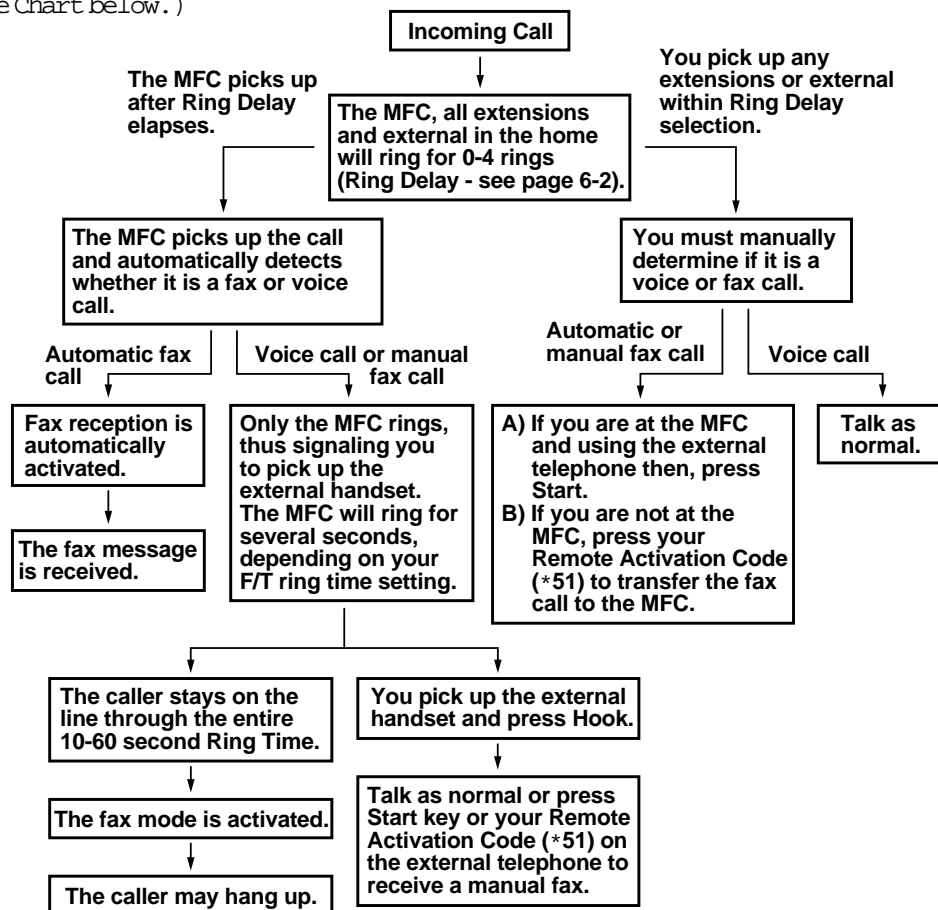 e Chart below.)
Incoming Call
The MFC picks up
after Ring Delay
elapses.
You pick up any
extensions or external
within Ring Delay
selection.
The MFC, all extensions
and external in the home
will ring for 0-4 rings
(Ring Delay - see page 6-2).
The MFC picks up the call
and automatically detects
whether it is a fax or voice
call.
You must manually
determine if it is a
voice or fax call.
Automatic fax
call
Voice call or manual
fax call
Automatic or
manual fax call
Voice call
Fax reception is
automatically
activated.
Only the MFC rings,
thus signaling you
to pick up the
external handset.
The MFC will ring for
several seconds,
depending on your
F/T ring time setting.
A) If you are at the MFC
and using the external
telephone then, press
Start.
B) If you are not at the
MFC, press your
Remote Activation Code
(*51) to transfer the fax
call to the MFC.
Talk as
normal.
The fax message
is received.
The caller stays on the
line through the entire
10-60 second Ring Time.
You pick up the external
handset and press Hook.
The fax mode is activated.
Talk as normal or press
Start key or your Remote
Activation Code (*51) on
the external telephone to
receive a manual fax.
The caller may hang up.